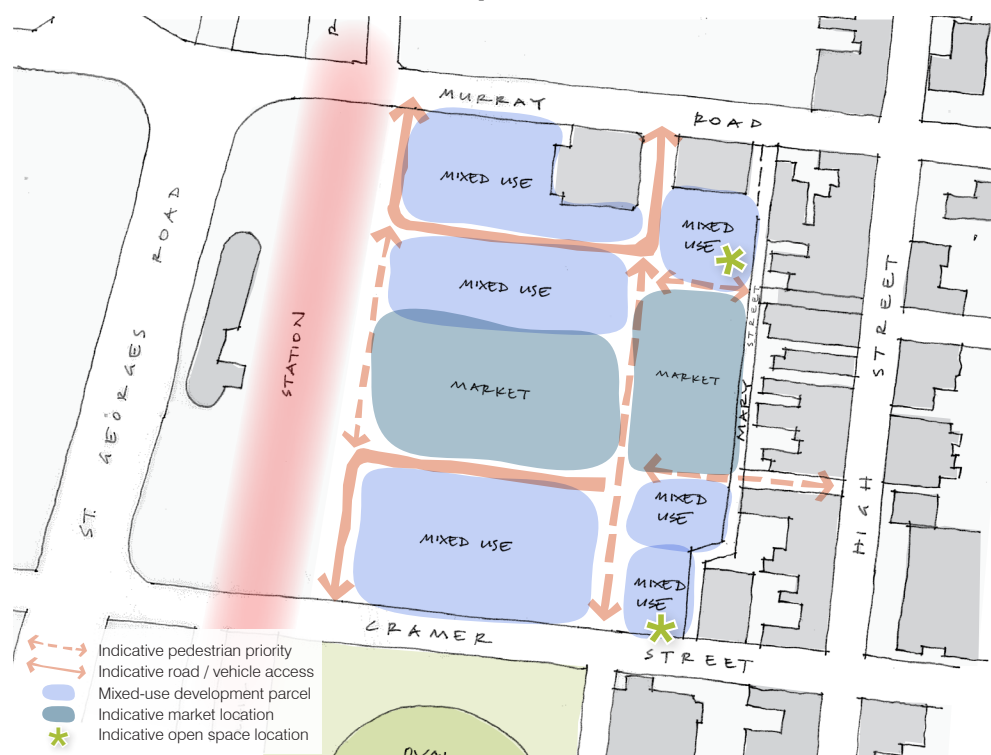 MURRAY
ROAD
MIXED USE
MIXED
USE
ROAD
MIXED USE
STREET
STREET
STATION
MARKET
MARKET
GEORGES
MARY
ST.
MIXED
USE
HIGH
MIXED USE
MIXED
USE
CRAMER
STREET
Indicative pedestrian priority
Indicative road / vehicle access
Mixed-use development parcel
Indicative market location
Indicative open space location
OVAL